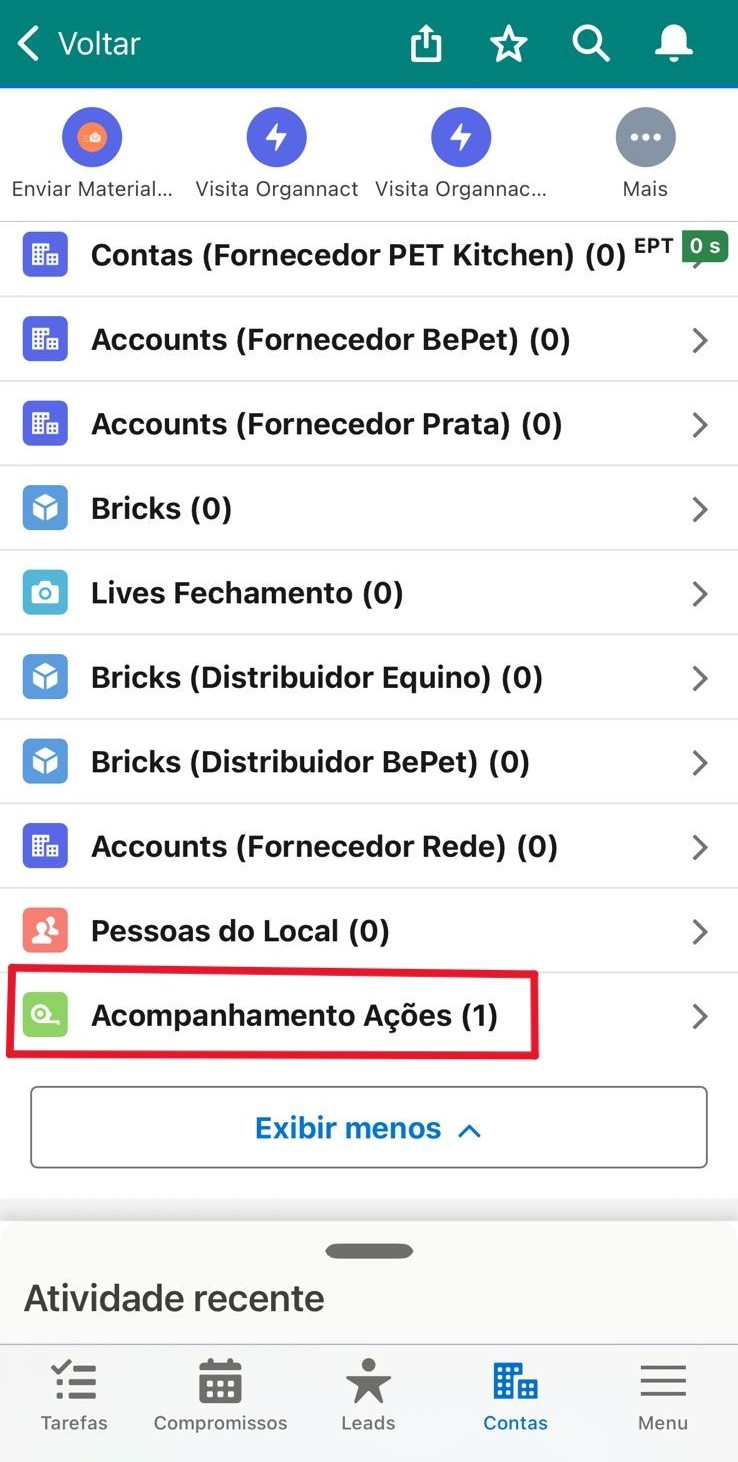 Voltar
Enviar Material...
Visita Organnact
Visita Organnac...
Mais
Contas (Fornecedor PET Kitchen) (0)
EPT 0 s
Accounts (Fornecedor BePet) (0)
Accounts (Fornecedor Prata) (0)
Bricks (0)
Lives Fechamento (0)
Bricks (Distribuidor Equino) (0)
Bricks (Distribuidor BePet) (0)
Accounts (Fornecedor Rede) (0)
Pessoas do Local (0)
Acompanhamento Ações (1)
Exibir menos
Atividade recente
Tarefas
Compromissos
Leads
Contas
Menu